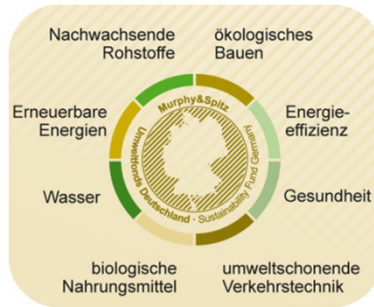 Nachwachsende
Rohstoffe
ökologisches
Bauen
Erneuerbare
Energien
Energie-
effizienz
Wasser
Gesundheit
biologische
Nahrungsmittel
umweltschonende
Verkehrstechnik
Murphy&Spitz
Umweltfonds Deutschland · Sustainability Fund Germany